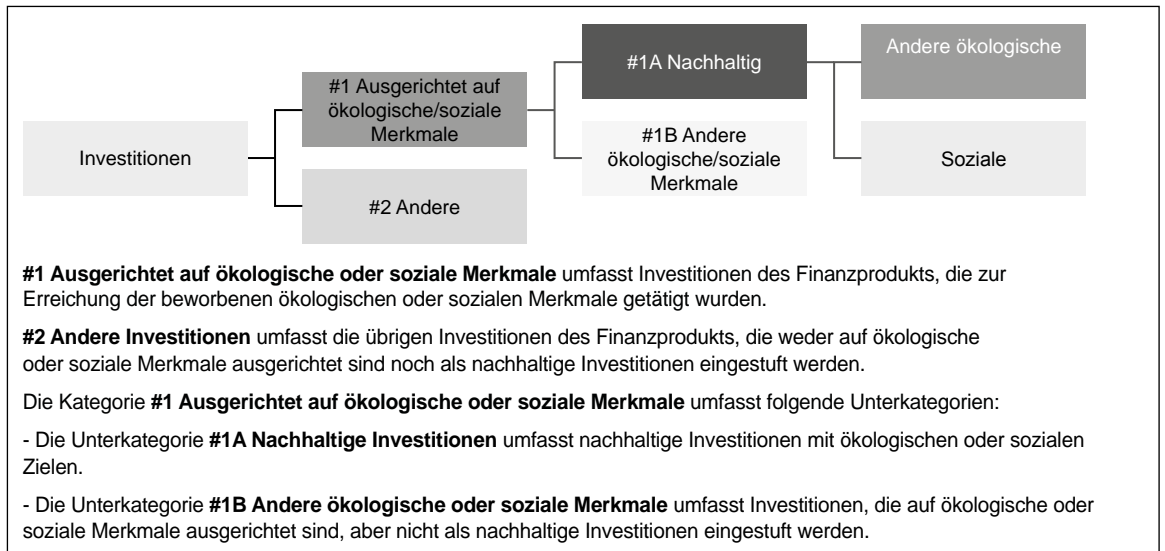 Investitionen
#1 Ausgerichtet auf
ökologische/soziale
Merkmale
#2 Andere
#1A Nachhaltig
#1B Andere
ökologische/soziale
Merkmale
Andere ökologische
Soziale
#1 Ausgerichtet auf ökologische oder soziale Merkmale umfasst Investitionen des Finanzprodukts, die zur
Erreichung der beworbenen ökologischen oder sozialen Merkmale getätigt wurden.
#2 Andere Investitionen umfasst die übrigen Investitionen des Finanzprodukts, die weder auf ökologische
oder soziale Merkmale ausgerichtet sind noch als nachhaltige Investitionen eingestuft werden.
Die Kategorie #1 Ausgerichtet auf ökologische oder soziale Merkmale umfasst folgende Unterkategorien:
- Die Unterkategorie #1A Nachhaltige Investitionen umfasst nachhaltige Investitionen mit ökologischen oder sozialen
Zielen.
- Die Unterkategorie #1B Andere ökologische oder soziale Merkmale umfasst Investitionen, die auf ökologische oder
soziale Merkmale ausgerichtet sind, aber nicht als nachhaltige Investitionen eingestuft werden.